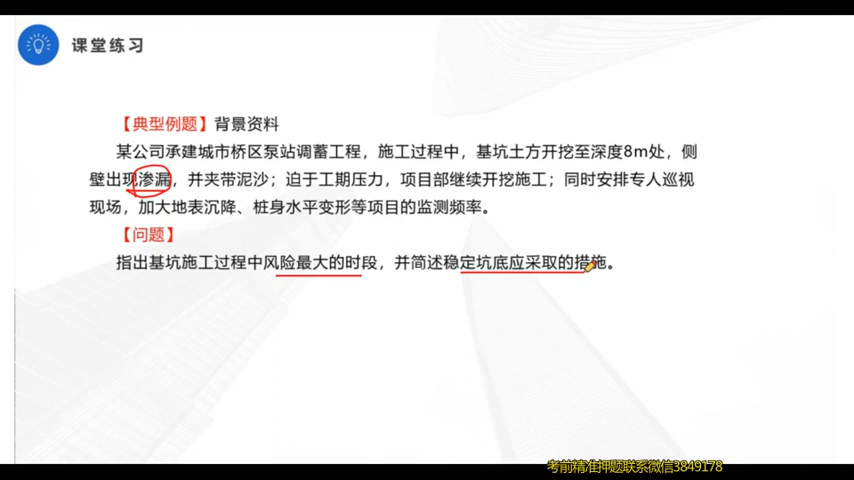 课堂练习
【典型例题】背景资料
某公司承建城市桥区泵站调蓄工程，施工过程中，基坑土方开挖至深度8m处，侧
壁出现渗漏，并夹带泥沙；迫于工期压力，项目部继续开挖施工；同时安排专人巡视
现场，加大地表沉降、桩身水平变形等项目的监测频率。
【问题】
指出基坑施工过程中风险最大的时段，并简述稳定坑底应采取的措施。
考前精准押题联系微信3849178